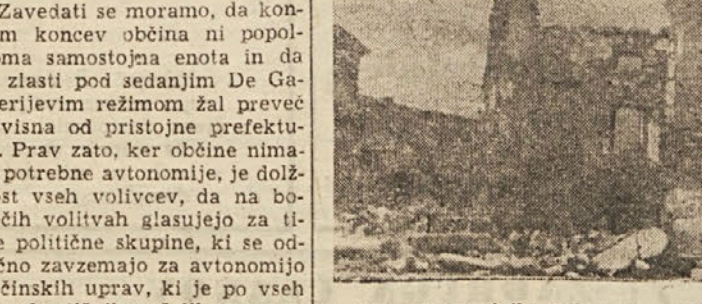 Zavedati se moramo, da kon-
m koncev občina ni popol-
oma samostojna enota in da
zlasti pod sedanjim De Ga-
erijevim režimom žal preveč
visna od pristojne prefektu-
. Prav zato, ker občine nima-
potrebne avtonomije, je dolž-
st vseh volivcev, da na bo-
čih volitvah glasujejo za ti-
e politične skupine, ki se od-
čno zavzemajo za avtonomijo
činskih uprav, ki je po vseh